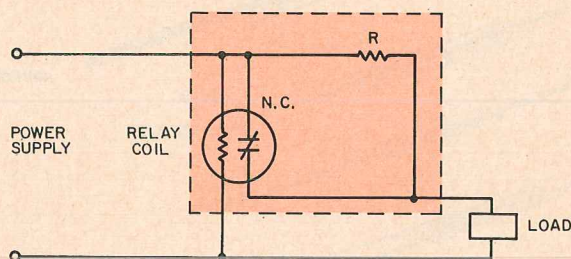 R
N.C.
POWER
SUPPLY
RELAY
COIL
LOAD